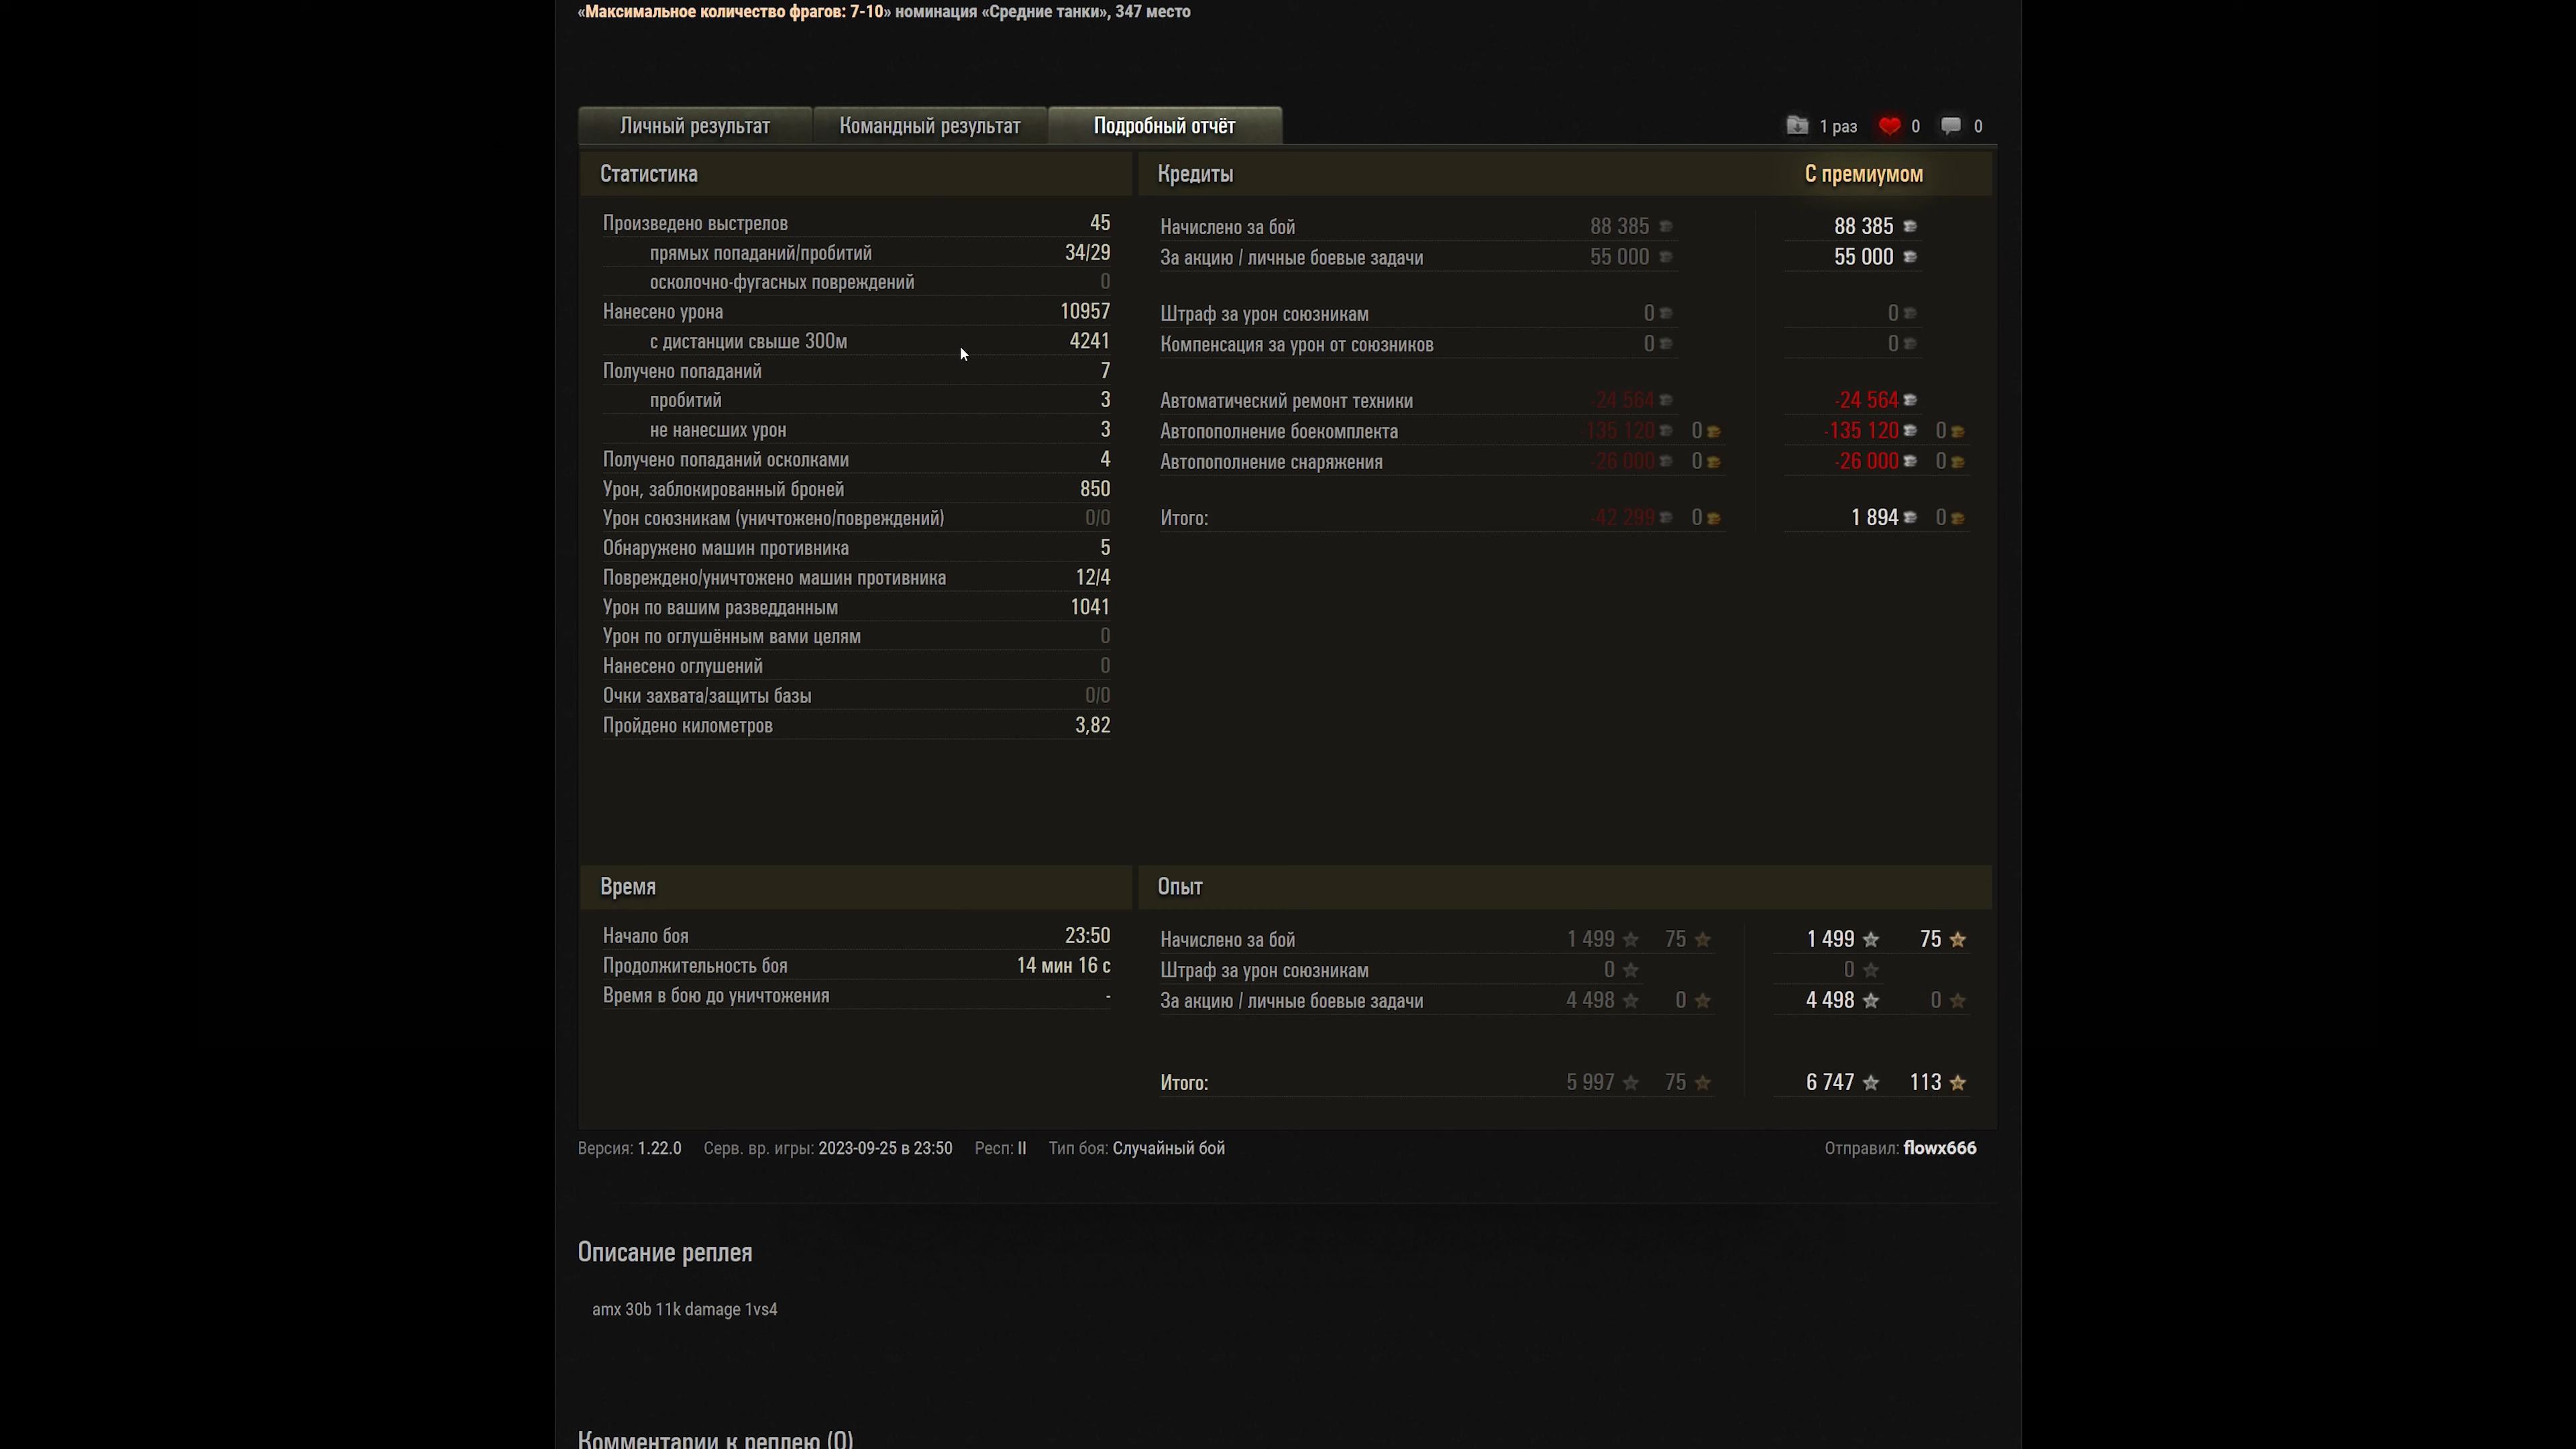 «Максимальное количество фрагов: 7-10» номинация «Средние танки», 347 место
Личный результат Командный результат Подробный отчёт 1 раз 0 0
Статистика
Произведено выстрелов 45
прямых попаданий/пробитий 34/29
осколочно-фугасных повреждений 0
Нанесено урона 10957
с дистанции свыше 300м 4241
Получено попаданий 7
пробитий 3
не нанесших урон 3
Получено попаданий осколками 4
Урон, заблокированный броней 850
Урон союзникам (уничтожено/повреждений) 0/0
Обнаружено машин противника 5
Повреждено/уничтожено машин противника 12/4
Урон по вашим разведданным 1041
Урон по оглушённым вами целям 0
Нанесено оглушений 0
Очки захвата/защиты базы 0/0
Пройдено километров 3,82
Кредиты С премиумом
Начислено за бой 88 385 88 385
За акцию / личные боевые задачи 55 000 55 000
Штраф за урон союзникам 0 0
Компенсация за урон от союзников 0 0
Автоматический ремонт техники -24 564 -24 564
Автопополнение боекомплекта -135 120 0 -135 120 0
Автопополнение снаряжения -26 000 0 -26 000 0
Итого: -42 299 0 1 894 0
Время
Начало боя 23:50
Продолжительность боя 14 мин 16 с
Время в бою до уничтожения -
Опыт
Начислено за бой 1 499 75 1 499 75
Штраф за урон союзникам 0 0
За акцию / личные боевые задачи 4 498 0 4 498 0
Итого: 5 997 75 6 747 113
Версия: 1.22.0 Серв. вр. игры: 2023-09-25 в 23:50 Респ: II Тип боя: Случайный бой Отправил: flowx666
Описание реплея
amx 30b 11k damage 1vs4
Комментарии к реплею (0)